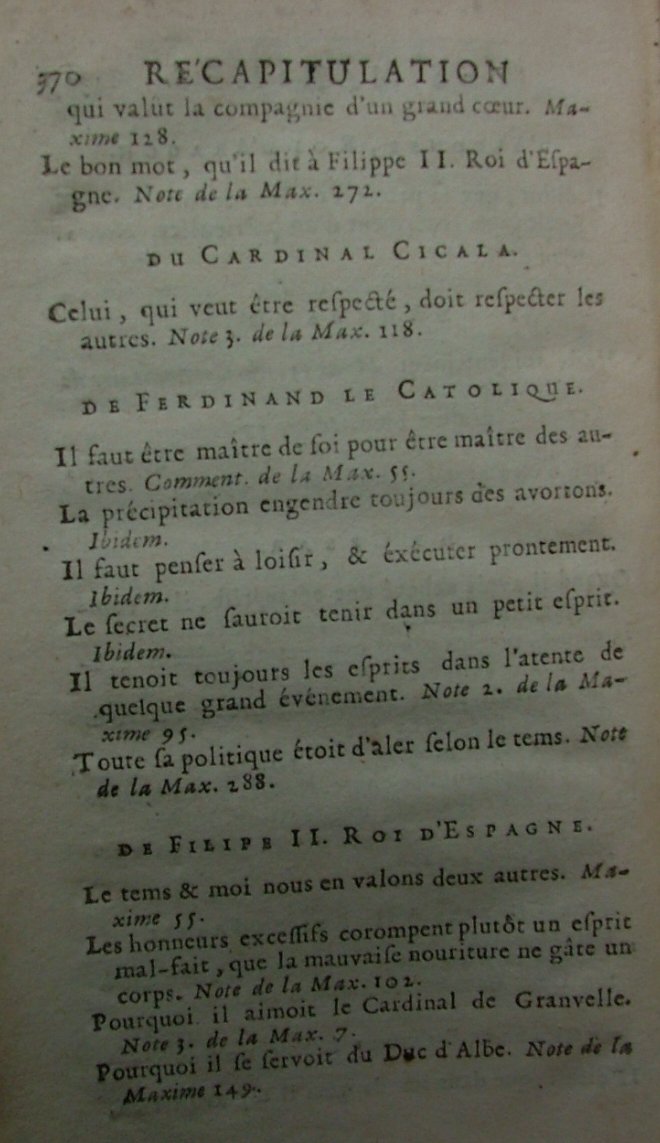 370 RE'CAPITULATION
qui valût la compagnie d'un grand cœur. Ma-
xime 128.
Le bon mot, qu'il dit à Filippe II. Roi d'Eſpa-
gne. Note de la Max. 272.
DU CARDINAL CICALA.
Celui, qui veut être reſpecté, doit reſpecter les
autres. Note 3. de la Max. 118.
DE FERDINAND LE CATOLIQUE.
Il faut être maître de ſoi pour être maître des au-
tres. Comment. de la Max. 55.
La précipitation engendre toujours des avortons.
Ibidem.
Il faut penſer à loiſir, & éxécuter prontement.
Ibidem.
Le ſecret ne ſauroit tenir dans un petit eſprit.
Ibidem.
Il tenoit toujours les eſprits dans l'atente de
quelque grand événement. Note 2. de la Ma-
xime 95.
Toute ſa politique étoit d'aler ſelon le tems. Note
de la Max. 288.
DE FILIPE II. ROI D'ESPAGNE.
Le tems & moi nous en valons deux autres. Ma-
xime 55.
Les honneurs exceſſifs corompent plutôt un eſprit
mal-fait, que la mauvaiſe nouriture ne gâte un
corps. Note de la Max. 102.
Pourquoi il aimoit le Cardinal de Granvelle.
Note 3. de la Max. 7.
Pourquoi il ſe ſervoit du Duc d'Albe. Note de la
Maxime 149.